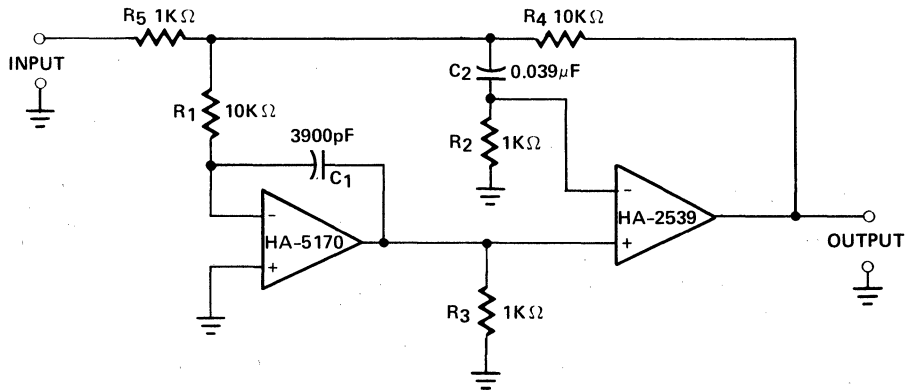 R5 1KΩ
R4 10KΩ
INPUT
C2 0.039μF
R1 10KΩ
3900pF
C1
R2 1KΩ
-
HA-5170
+
-
HA-2539
+
OUTPUT
R3 1KΩ